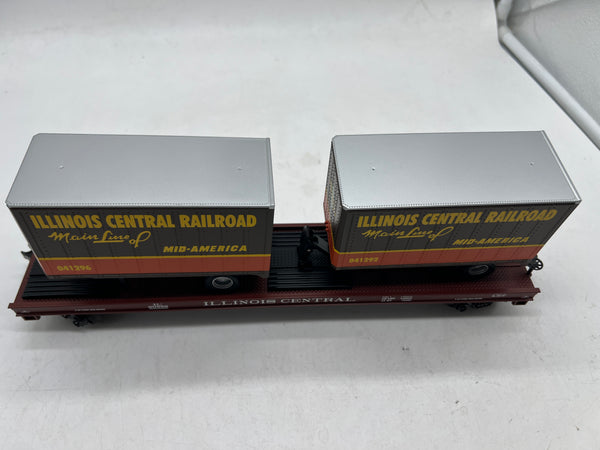 ILLINOIS CENTRAL RAILROAD
Main Line of
MID-AMERICA
041296
ILLINOIS CENTRAL RAILROAD
Main Line of
MID-AMERICA
041292
ILLINOIS CENTRAL